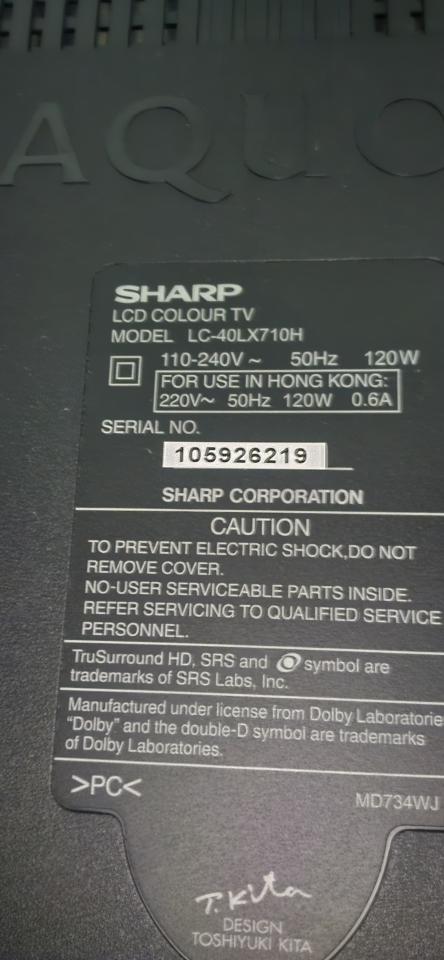 AQUO
SHARP
LCD COLOUR TV
MODEL LC-40LX710H
110-240V ~ 50Hz 120W
FOR USE IN HONG KONG:
220V~ 50Hz 120W 0.6A
SERIAL NO.
105926219
SHARP CORPORATION
CAUTION
TO PREVENT ELECTRIC SHOCK,DO NOT
REMOVE COVER.
NO-USER SERVICEABLE PARTS INSIDE.
REFER SERVICING TO QUALIFIED SERVICE
PERSONNEL.
TruSurround HD, SRS and symbol are
trademarks of SRS Labs, Inc.
Manufactured under license from Dolby Laboratorie
"Dolby" and the double-D symbol are trademarks
of Dolby Laboratories.
>PC<
MD734WJ
T. Kita
DESIGN
TOSHIYUKI KITA